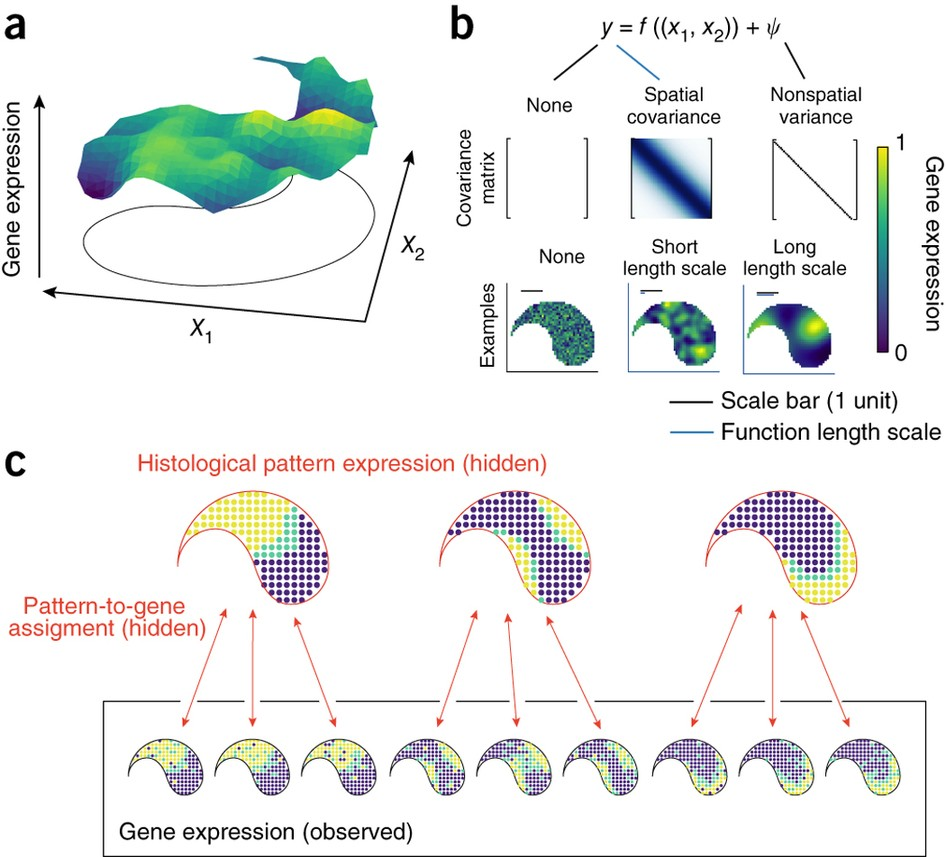 a
Gene expression
X1
X2
b
y = f ((x1, x2)) + ψ
None
Spatial
covariance
Nonspatial
variance
Covariance
matrix
None
Short
length scale
Long
length scale
Examples
1
0
Gene expression
Scale bar (1 unit)
Function length scale
c
Histological pattern expression (hidden)
Pattern-to-gene
assigment (hidden)
Gene expression (observed)